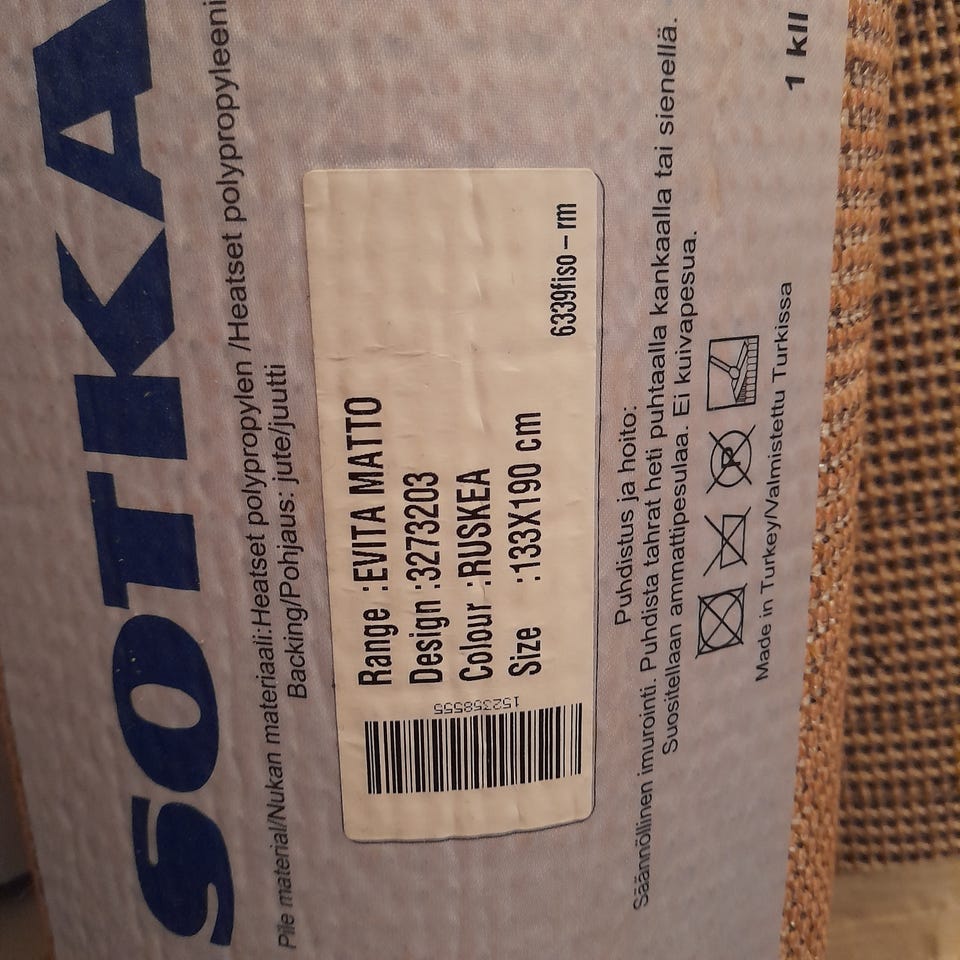 SOTKA
Pile material/Nukan materiaali:Heatset polypropylen /Heatset polypropyleeni
Backing/Pohjaus: jute/juutti
Range :EVITA MATTO
Design :3273203
Colour :RUSKEA
Size :133X190 cm
6339fiso – rm
152358555
Puhdistus ja hoito:
Säännöllinen imurointi. Puhdista tahrat heti puhtaalla kankaalla tai sienellä.
Suositellaan ammattipesulaa. Ei kuivapesua.
P
Made in Turkey/Valmistettu Turkissa
1 kll